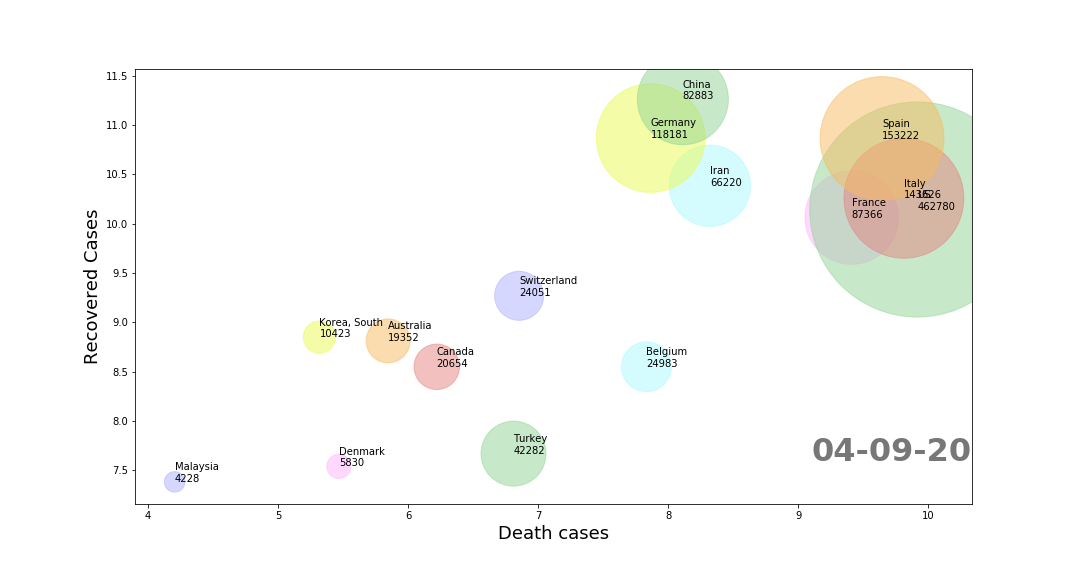 11.5
11.0
10.5
10.0
9.5
9.0
8.5
8.0
7.5
Recovered Cases
China
82883
Germany
118181
Spain
153222
Iran
66220
Italy
US
462780
France
87366
Switzerland
24051
Korea, South
10423
Australia
19352
Canada
20654
Belgium
24983
Turkey
42282
Denmark
5830
Malaysia
4228
04-09-20
4
5
6
7
8
9
10
Death cases